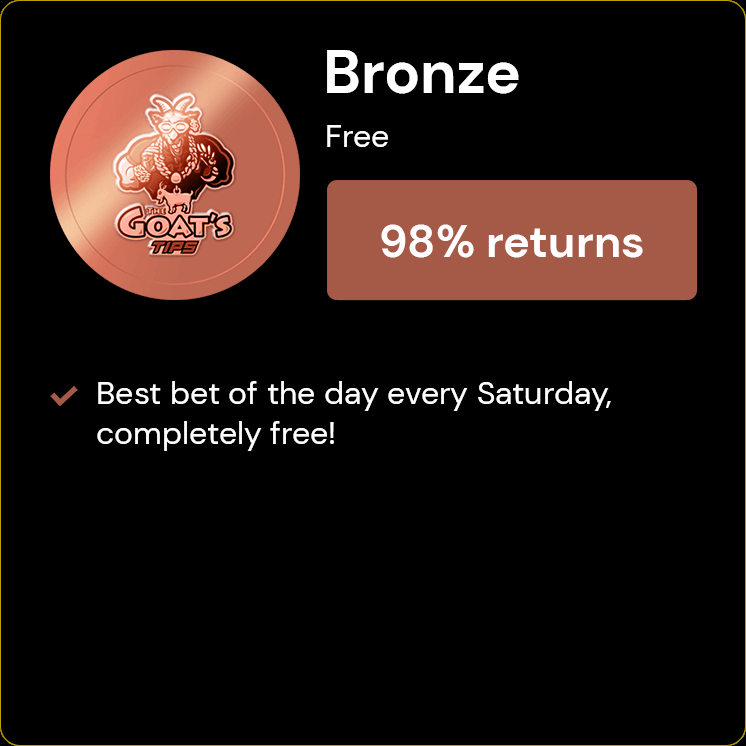 Bronze
Free
98% returns
THE
GOAT'S
TIPS
Best bet of the day every Saturday,
completely free!